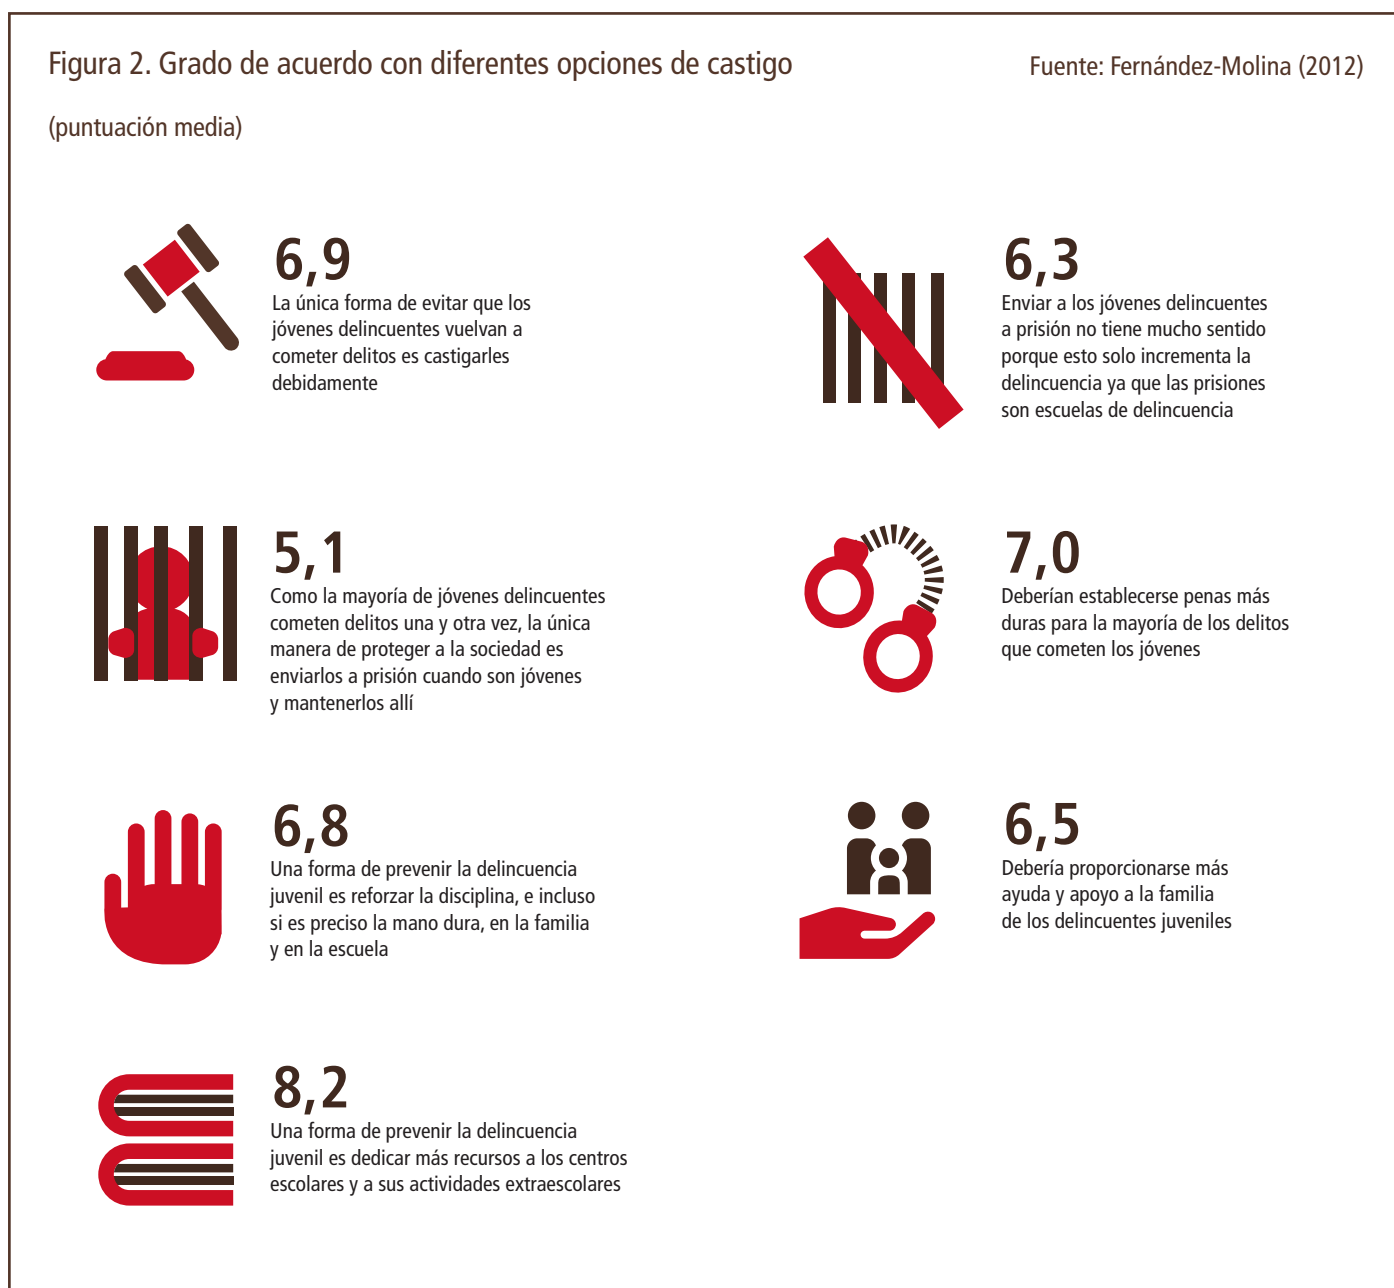 Figura 2. Grado de acuerdo con diferentes opciones de castigo
Fuente: Fernández-Molina (2012)
(puntuación media)
6,9
La única forma de evitar que los
jóvenes delincuentes vuelvan a
cometer delitos es castigarles
debidamente
6,3
Enviar a los jóvenes delincuentes
a prisión no tiene mucho sentido
porque esto solo incrementa la
delincuencia ya que las prisiones
son escuelas de delincuencia
5,1
Como la mayoría de jóvenes delincuentes
cometen delitos una y otra vez, la única
manera de proteger a la sociedad es
enviarlos a prisión cuando son jóvenes
y mantenerlos allí
7,0
Deberían establecerse penas más
duras para la mayoría de los delitos
que cometen los jóvenes
6,8
Una forma de prevenir la delincuencia
juvenil es reforzar la disciplina, e incluso
si es preciso la mano dura, en la familia
y en la escuela
6,5
Debería proporcionarse más
ayuda y apoyo a la familia
de los delincuentes juveniles
8,2
Una forma de prevenir la delincuencia
juvenil es dedicar más recursos a los centros
escolares y a sus actividades extraescolares